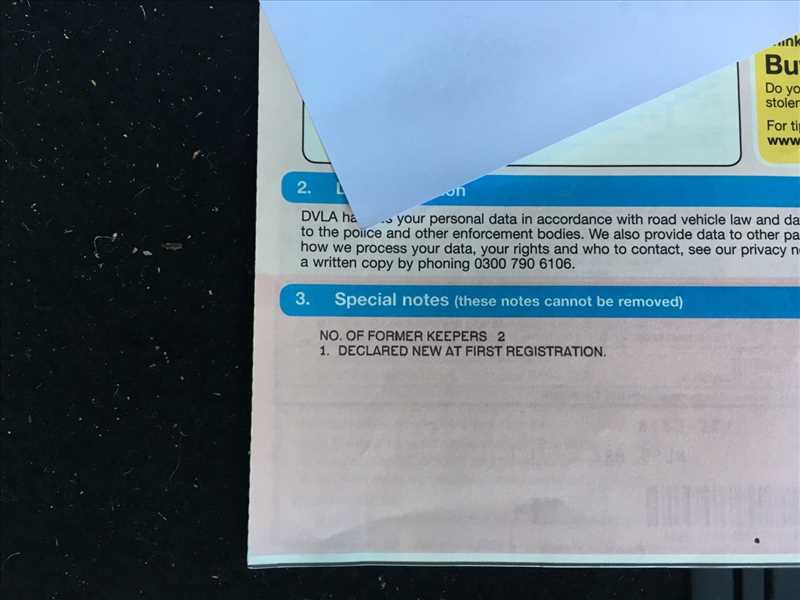 Bu
Do yo
stolen
For ti
www
2.
DVLA your personal data in accordance with road vehicle law and da
to the police and other enforcement bodies. We also provide data to other pa
how we process your data, your rights and who to contact, see our privacy n
a written copy by phoning 0300 790 6106.
3. Special notes (these notes cannot be removed)
NO. OF FORMER KEEPERS 2
1. DECLARED NEW AT FIRST REGISTRATION.